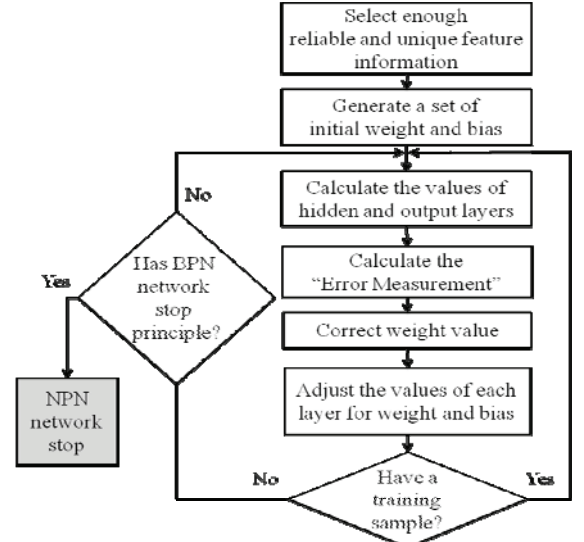 Select enough
reliable and unique feature
information
Generate a set of
initial weight and bias
No
Calculate the values of
hidden and output layers
Yes
Has BPN
network
stop
principle?
Calculate the
“Error Measurement”
Correct weight value
NPN
network
stop
Adjust the values of each
layer for weight and bias
No
Have a
training
sample?
Yes